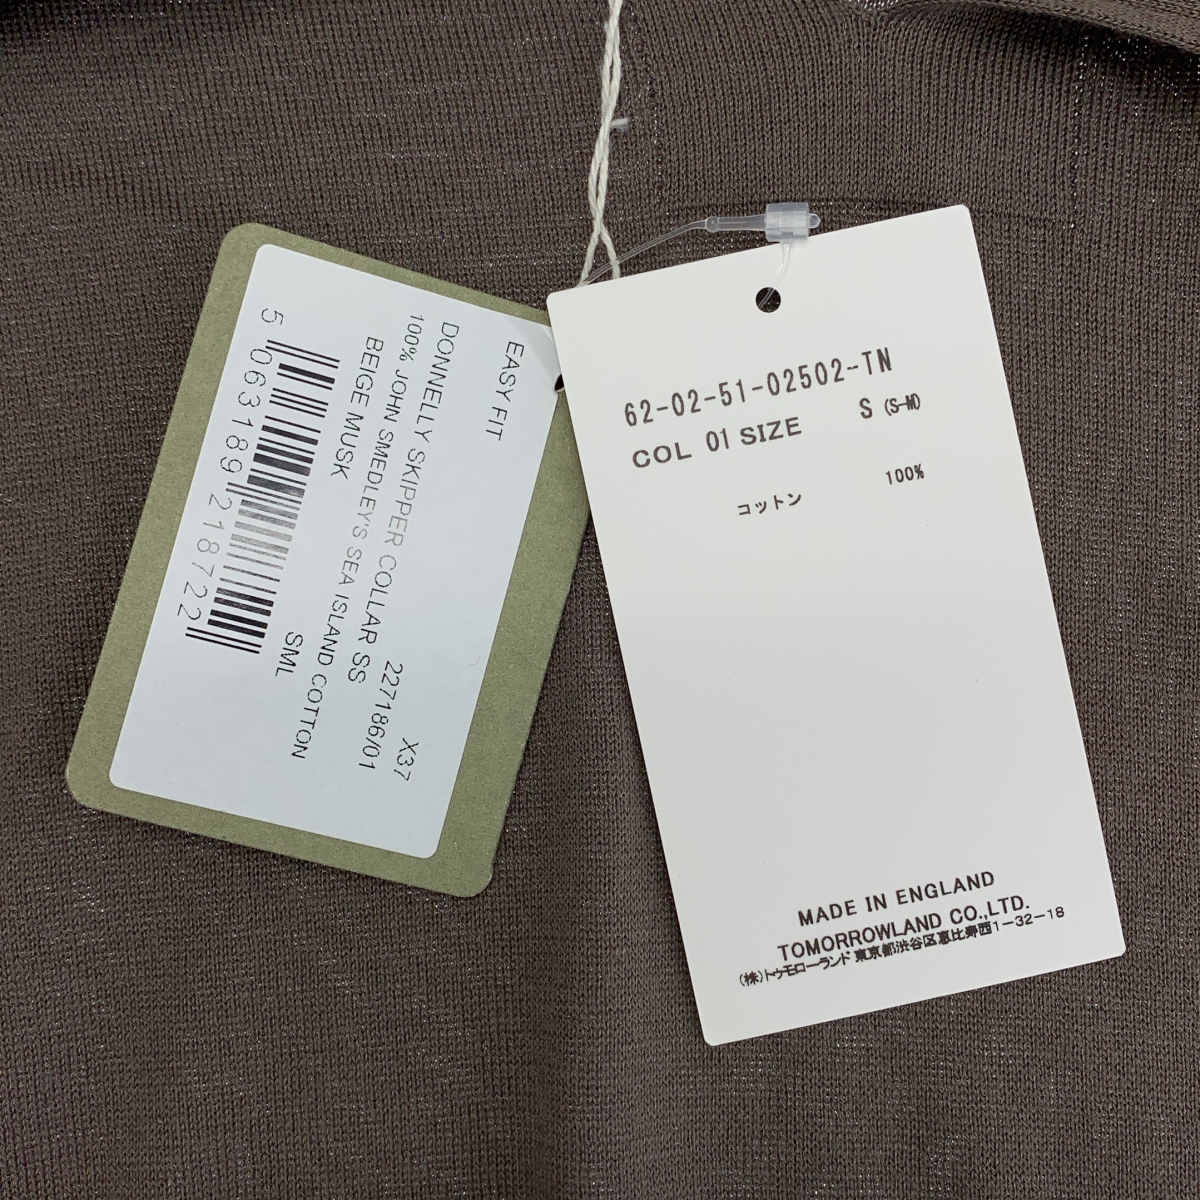 EASY FIT
X37
DONNELLY SKIPPER COLLAR SS
227186/01
100% JOHN SMEDLEY'S SEA ISLAND COTTON
BEIGE MUSK
SML
5 063189 218722
62-02-51-02502-TN
COL 01 SIZE S (S-M)
コットン 100%
MADE IN ENGLAND
TOMORROWLAND CO.,LTD.
(株)トゥモローランド 東京都渋谷区恵比寿西1-32-18